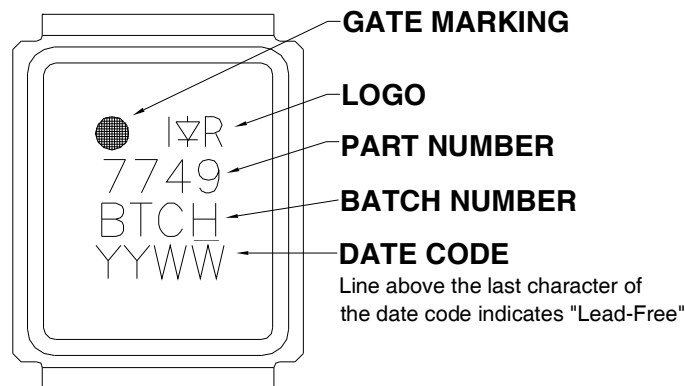 GATE MARKING
LOGO
I R
PART NUMBER
7749
BATCH NUMBER
BTCH
DATE CODE
YYWW
Line above the last character of
the date code indicates "Lead-Free"